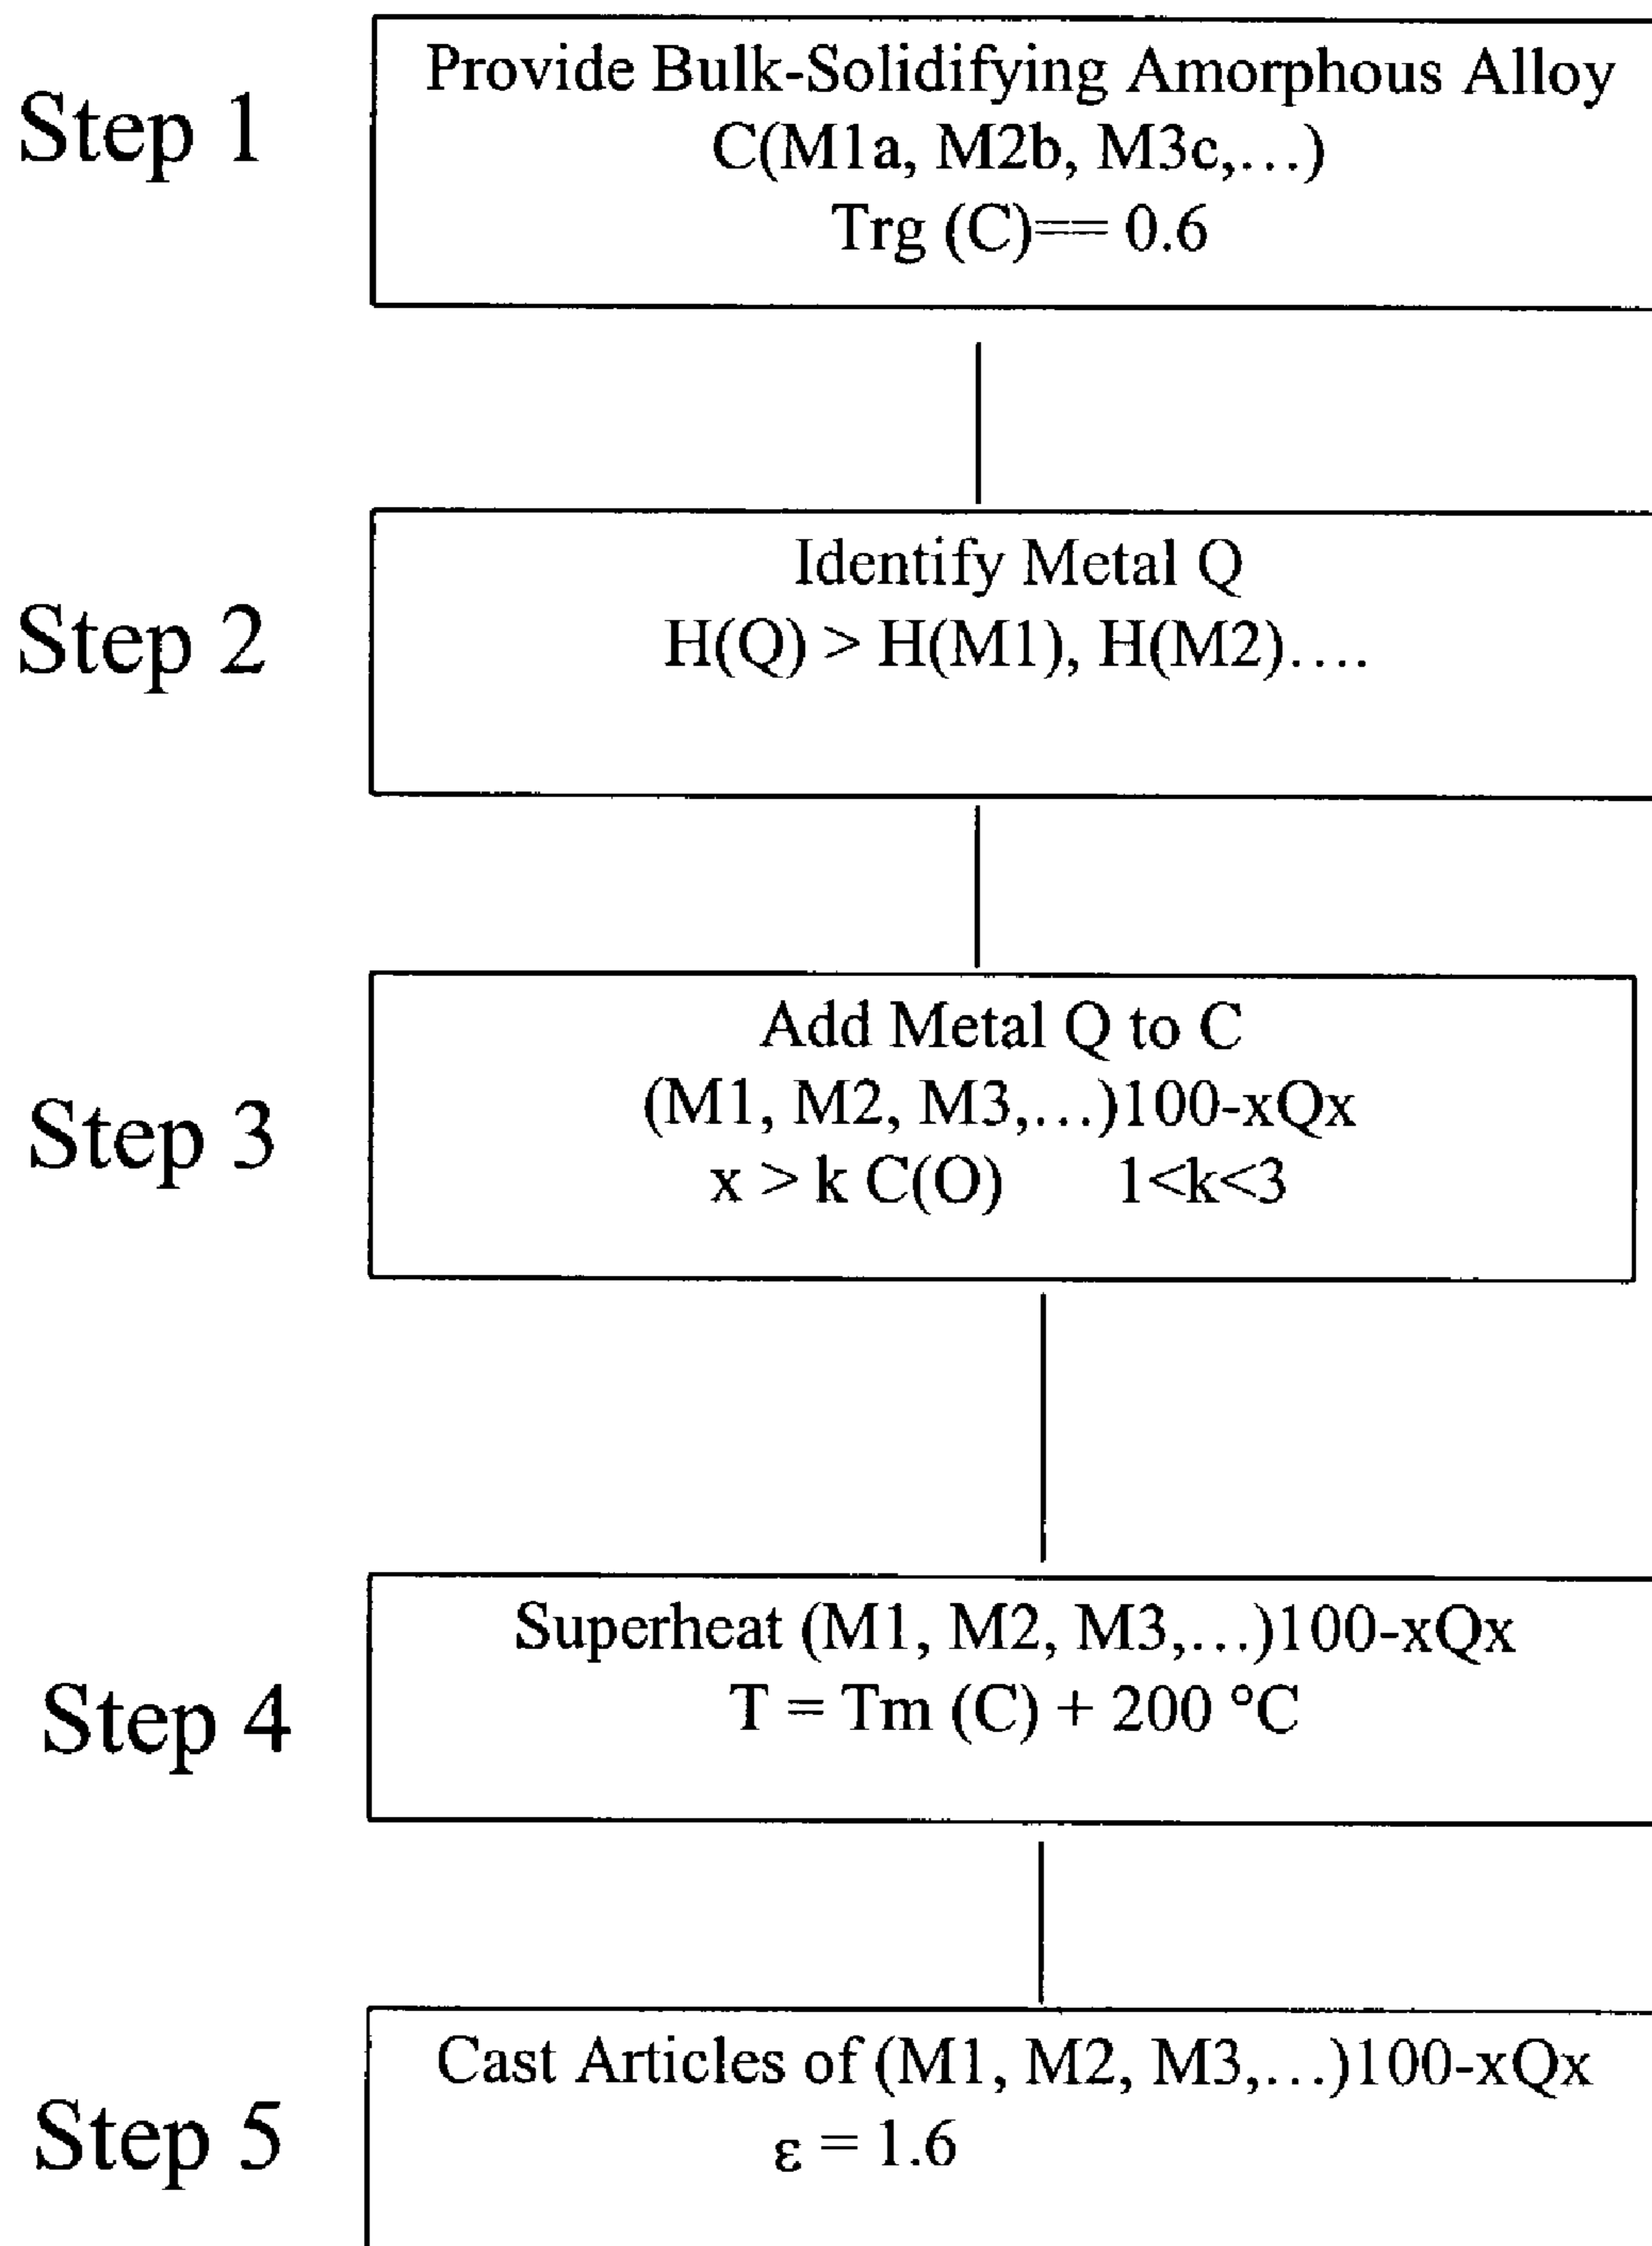 Step 1
Provide Bulk-Solidifying Amorphous Alloy
C(M1a, M2b, M3c,…)
Trg (C)== 0.6
Step 2
Identify Metal Q
H(Q) > H(M1), H(M2)….
Step 3
Add Metal Q to C
(M1, M2, M3,…)100-xQx
x > k C(O) 1<k<3
Step 4
Superheat (M1, M2, M3,…)100-xQx
T = Tm (C) + 200 °C
Step 5
Cast Articles of (M1, M2, M3,…)100-xQx
ε = 1.6